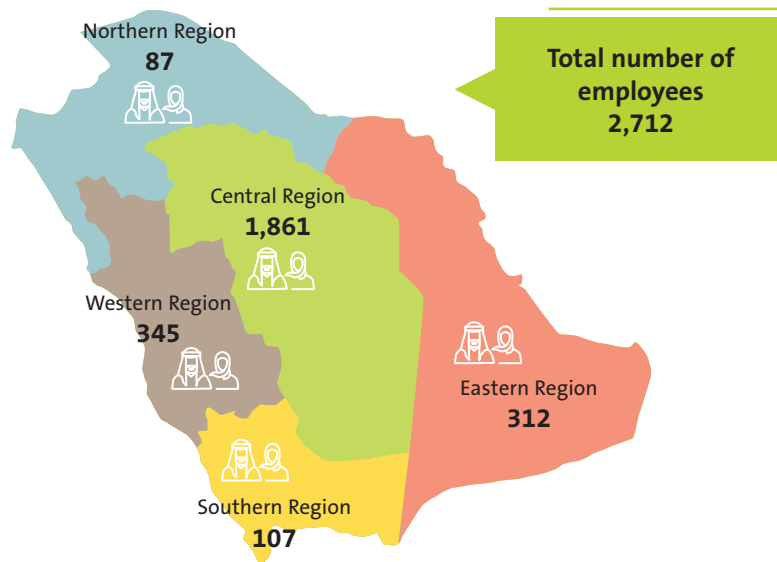 Northern Region
87
Total number of
employees
2,712
Central Region
1,861
Western Region
345
Eastern Region
312
Southern Region
107